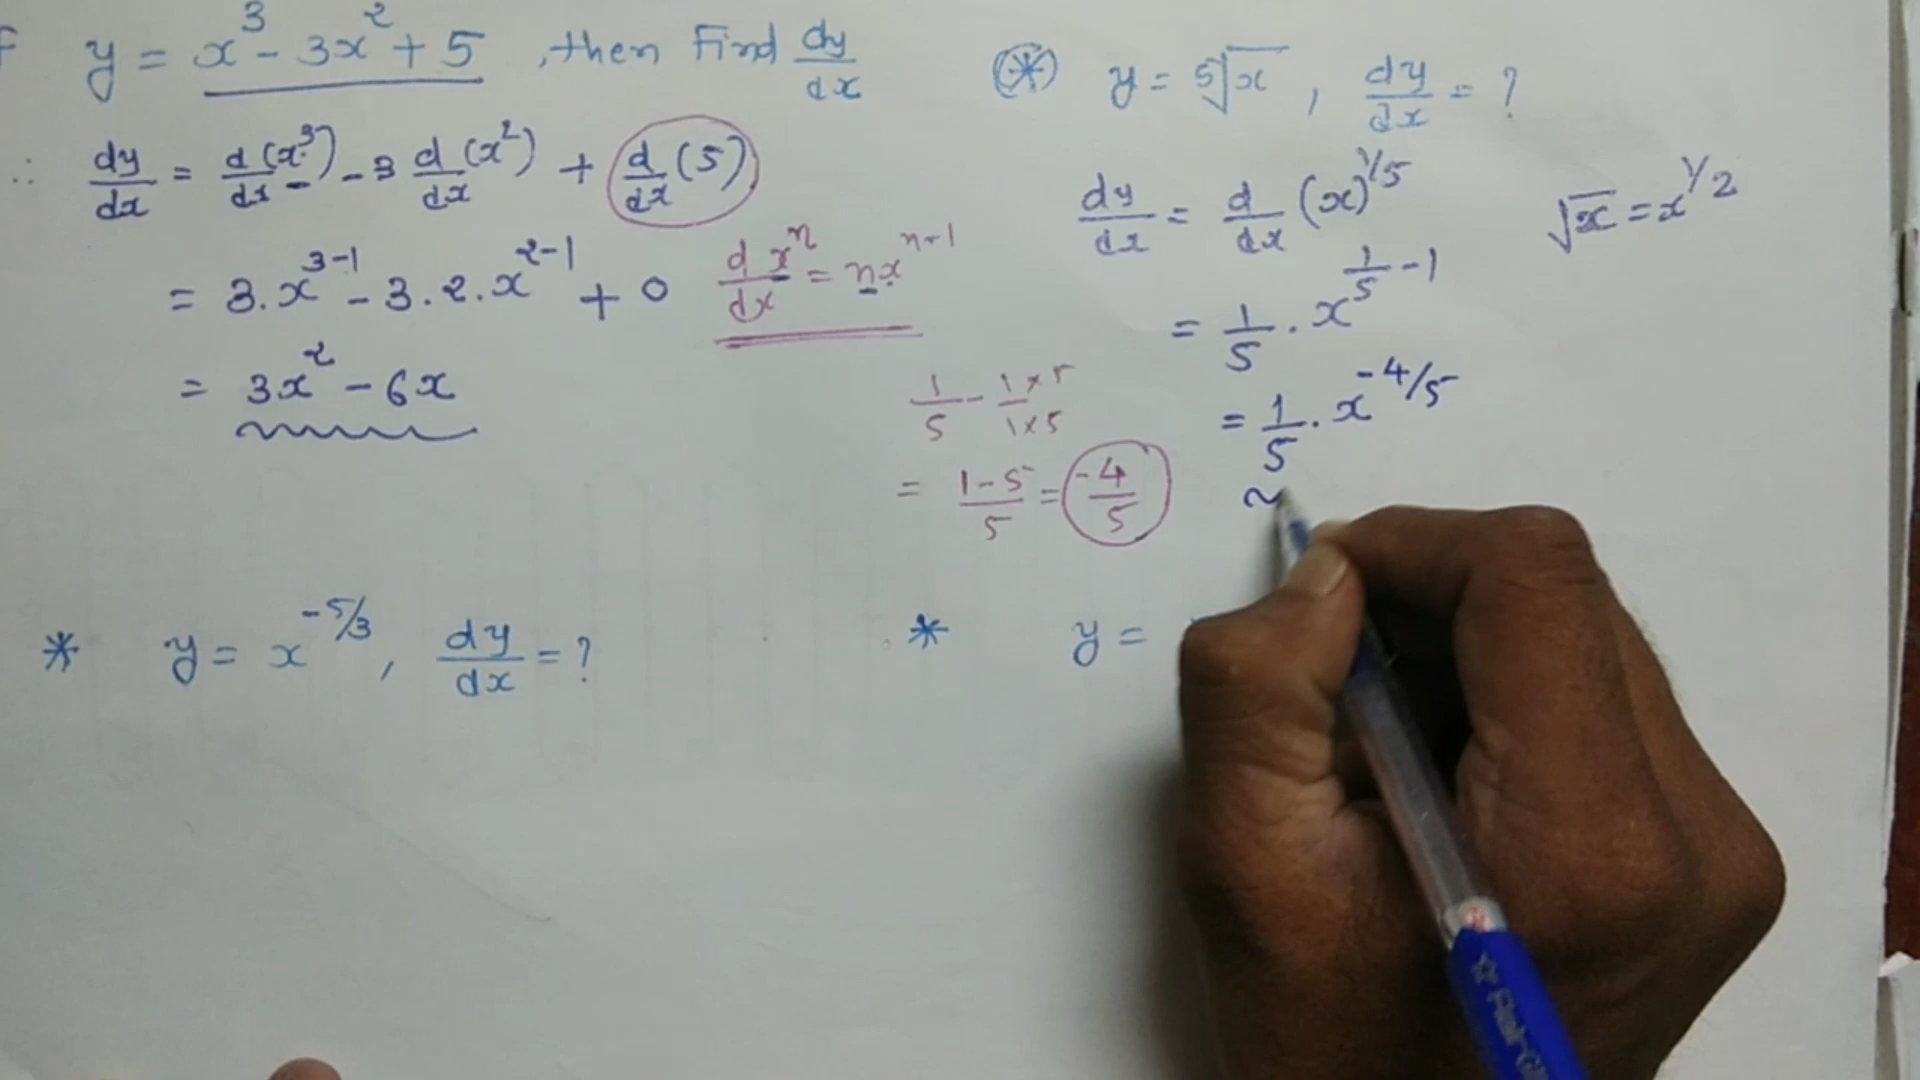 y = x³ - 3x² + 5 , then Find dy/dx
∴ dy/dx = d/dx (x³) - 3 d/dx (x²) + d/dx (5)
= 3.x³⁻¹ - 3.2.x²⁻¹ + 0
d/dx xⁿ = nxⁿ⁻¹
= 3x² - 6x
(*) y = ⁵√x , dy/dx = ?
dy/dx = d/dx (x)^1/5
√x = x^1/2
= 1/5 . x^1/5 - 1
= 1/5 . x^-4/5
1/5 - 1×5/1×5
= 1-5/5 = -4/5
* y = x^-5/3 , dy/dx = ?
* y =